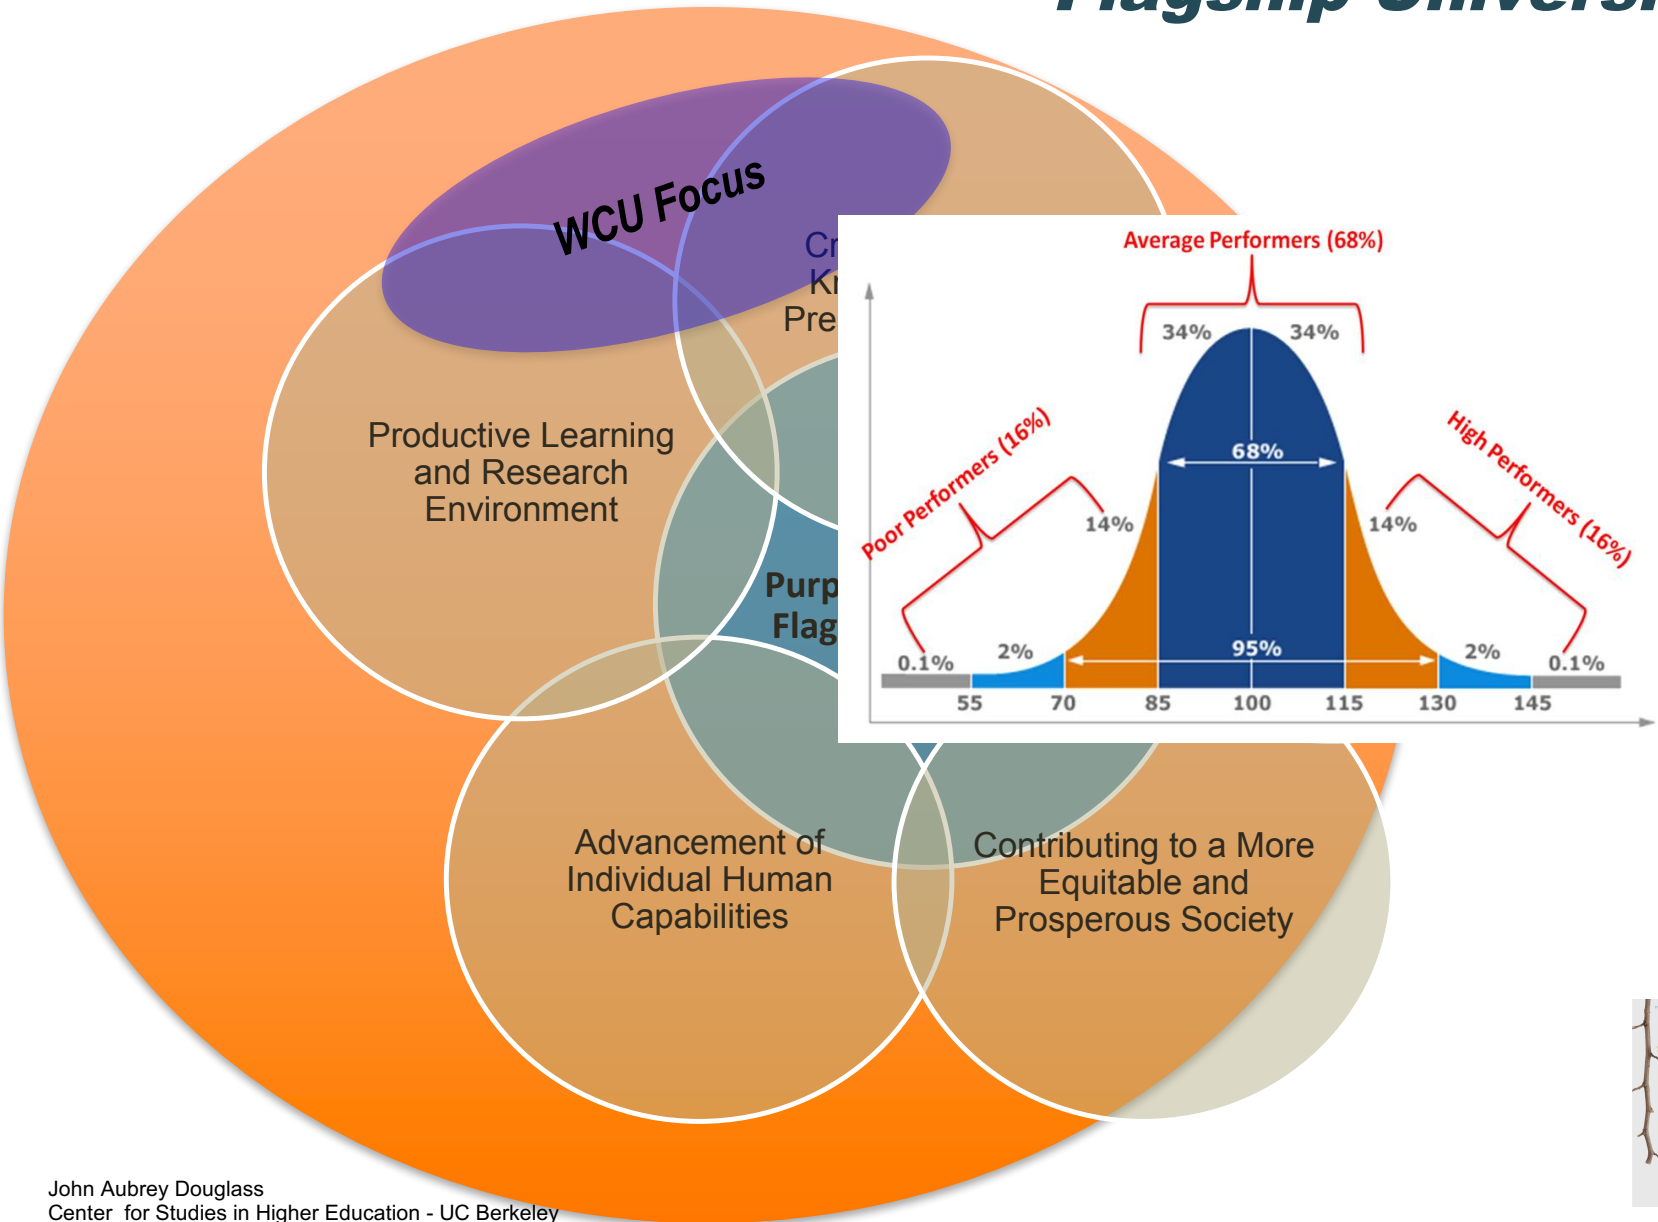 Flagship
WCU Focus
Productive Learning
and Research
Environment
Average Performers (68%)
34%
34%
68%
Poor Performers (16%)
High Performers (16%)
14%
14%
0.1%
2%
95%
2%
0.1%
55
70
85
100
115
130
145
Advancement of
Individual Human
Capabilities
Contributing to a More
Equitable and
Prosperous Society
John Aubrey Douglass
Center for Studies in Higher Education - UC Berkeley